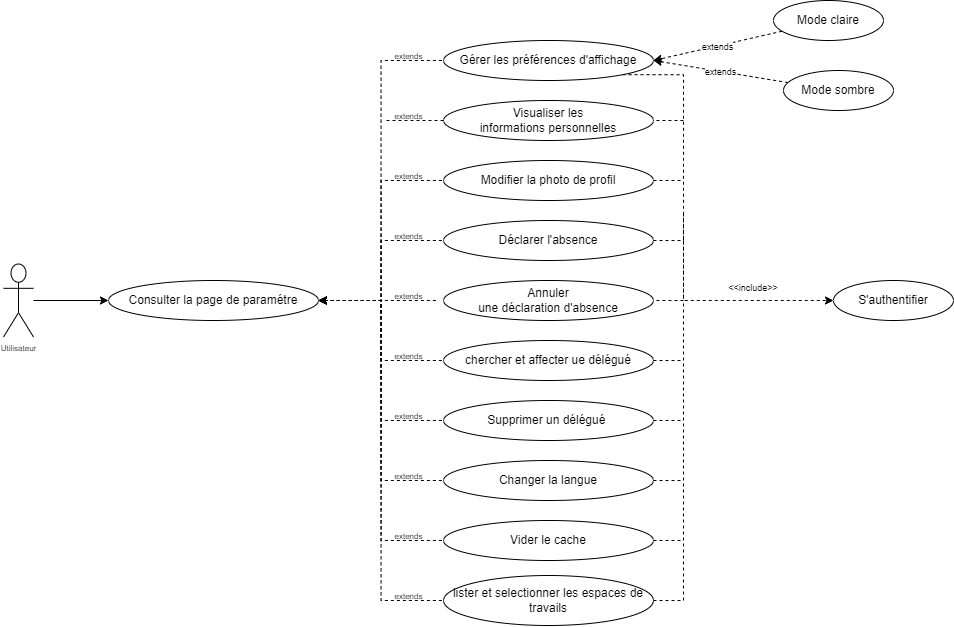 Mode claire
extends
Gérer les préférences d'affichage
extends
extends
Mode sombre
extends
Visualiser les
informations personnelles
extends
Modifier la photo de profil
extends
Déclarer l'absence
Utilisateur
Consulter la page de paramétre
extends
Annuler
une déclaration d'absence
<<include>>
S'authentifier
extends
chercher et affecter ue délégué
extends
Supprimer un délégué
extends
Changer la langue
extends
Vider le cache
extends
lister et selectionner les espaces de
travails